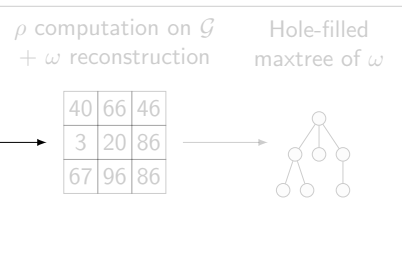 ρ computation on 𝒢
+ ω reconstruction
Hole-filled
maxtree of ω
40 66 46
3 20 86
67 96 86